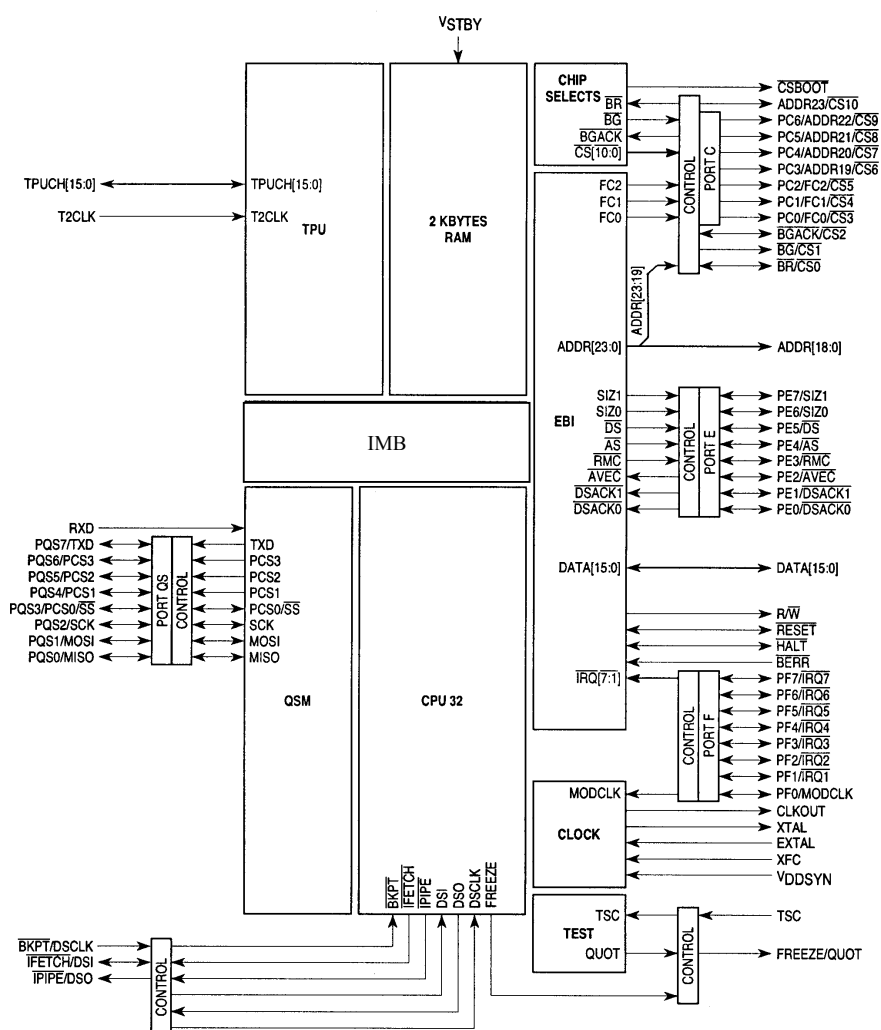 VSTBY
CHIP
SELECTS
BR
BG
BGACK
CS[10:0]
CSBOOT
ADDR23/CS10
PC6/ADDR22/CS9
PC5/ADDR21/CS8
PC4/ADDR20/CS7
PC3/ADDR19/CS6
PC2/FC2/CS5
PC1/FC1/CS4
PC0/FC0/CS3
BGACK/CS2
BG/CS1
BR/CS0
CONTROL
PORT C
TPUCH[15:0]
TPUCH[15:0]
T2CLK
T2CLK
TPU
2 KBYTES
RAM
FC2
FC1
FC0
ADDR[23:19]
ADDR[23:0]
ADDR[18:0]
EBI
SIZ1
SIZ0
DS
AS
RMC
AVEC
DSACK1
DSACK0
CONTROL
PORT E
PE7/SIZ1
PE6/SIZ0
PE5/DS
PE4/AS
PE3/RMC
PE2/AVEC
PE1/DSACK1
PE0/DSACK0
IMB
RXD
PQS7/TXD
PQS6/PCS3
PQS5/PCS2
PQS4/PCS1
PQS3/PCS0/SS
PQS2/SCK
PQS1/MOSI
PQS0/MISO
PORT QS
CONTROL
TXD
PCS3
PCS2
PCS1
PCS0/SS
SCK
MOSI
MISO
QSM
CPU 32
DATA[15:0]
DATA[15:0]
R/W
RESET
HALT
BERR
IRQ[7:1]
CONTROL
PORT F
PF7/IRQ7
PF6/IRQ6
PF5/IRQ5
PF4/IRQ4
PF3/IRQ3
PF2/IRQ2
PF1/IRQ1
PF0/MODCLK
MODCLK
CLOCK
CLKOUT
XTAL
EXTAL
XFC
VDDSYN
BKPT
IFETCH
IPIPE
DSI
DSO
DSCLK
FREEZE
TSC
TEST
QUOT
CONTROL
TSC
FREEZE/QUOT
BKPT/DSCLK
IFETCH/DSI
IPIPE/DSO
CONTROL